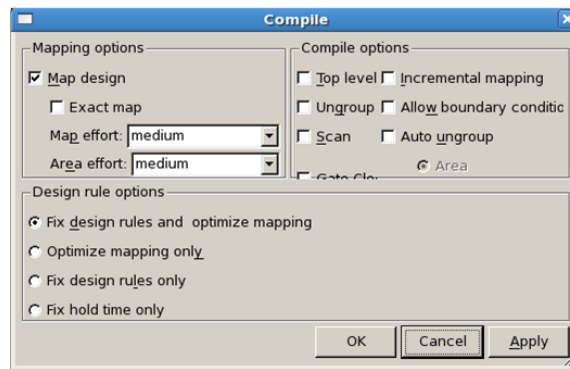 Compile
Mapping options
Map design
Exact map
Map effort: medium
Area effort: medium
Compile options
Top level Incremental mapping
Ungroup Allow boundary conditic
Scan Auto ungroup
Area
Design rule options
Fix design rules and optimize mapping
Optimize mapping only
Fix design rules only
Fix hold time only
OK Cancel Apply